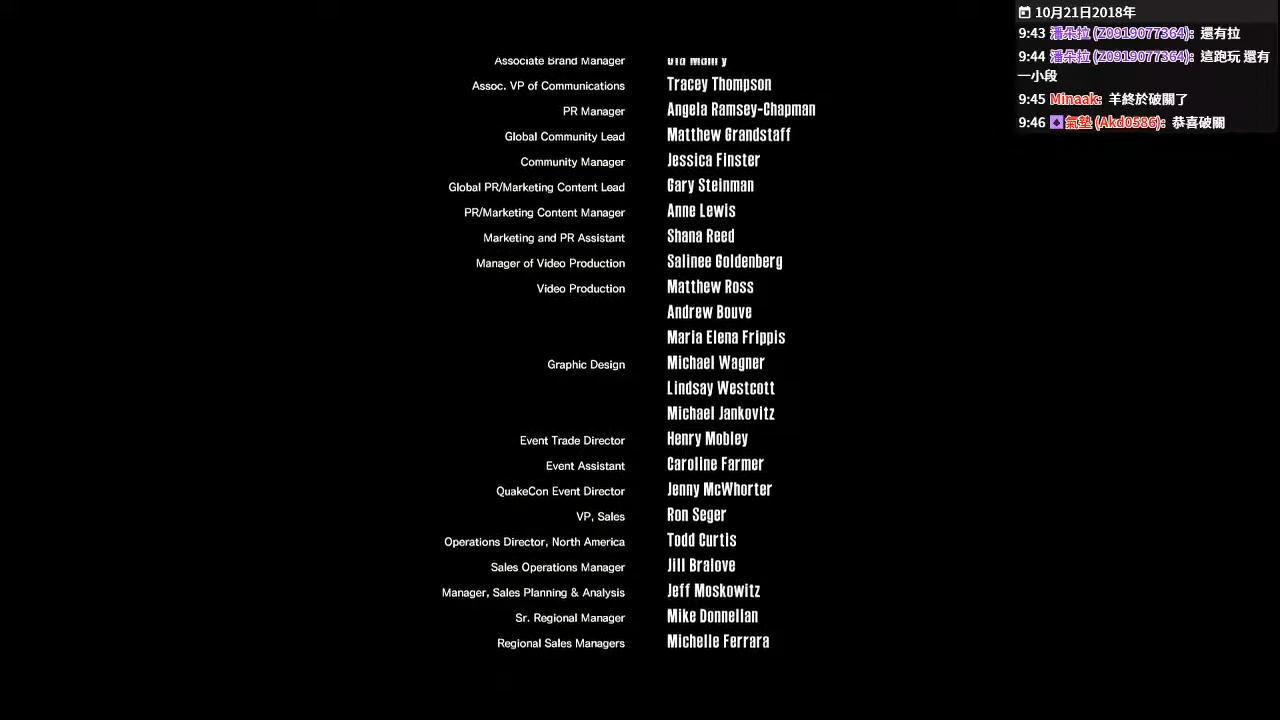 Associate Brand Manager
Assoc. VP of Communications Tracey Thompson
PR Manager Angela Ramsey-Chapman
Global Community Lead Matthew Grandstaff
Community Manager Jessica Finster
Global PR/Marketing Content Lead Gary Steinman
PR/Marketing Content Manager Anne Lewis
Marketing and PR Assistant Shana Reed
Manager of Video Production Salinee Goldenberg
Video Production Matthew Ross
Andrew Bouve
Maria Elena Frippis
Graphic Design Michael Wagner
Lindsay Westcott
Michael Jankovitz
Event Trade Director Henry Mobley
Event Assistant Caroline Farmer
QuakeCon Event Director Jenny McWhorter
VP, Sales Ron Seger
Operations Director, North America Todd Curtis
Sales Operations Manager Jill Bralove
Manager, Sales Planning & Analysis Jeff Moskowitz
Sr. Regional Manager Mike Donnellan
Regional Sales Managers Michelle Ferrara
10月21日2018年
9:43 潘朵拉 (Z0919077364): 還有拉
9:44 潘朵拉 (Z0919077364): 這跑玩 還有
一小段
9:45 Minaak: 羊終於破關了
9:46 氣墊 (Akd0586): 恭喜破關